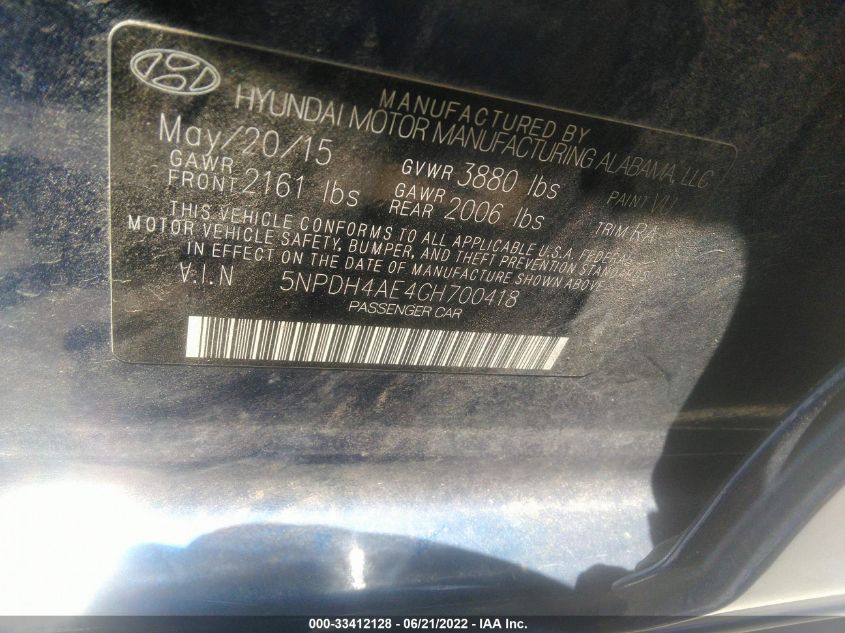 MANUFACTURED BY
HYUNDAI MOTOR MANUFACTURING ALABAMA, LLC
May/20/15
GVWR 3880 lbs
PAINT
GAWR FRONT 2161 lbs
GAWR REAR 2006 lbs
TRIM RA
THIS VEHICLE CONFORMS TO ALL APPLICABLE U.S.A. FEDERAL
MOTOR VEHICLE SAFETY, BUMPER, AND THEFT PREVENTION STANDARDS
IN EFFECT ON THE DATE OF MANUFACTURE SHOWN ABOVE.
V.I.N 5NPDH4AE4GH700418
PASSENGER CAR
000-33412128 - 06/21/2022 - IAA Inc.